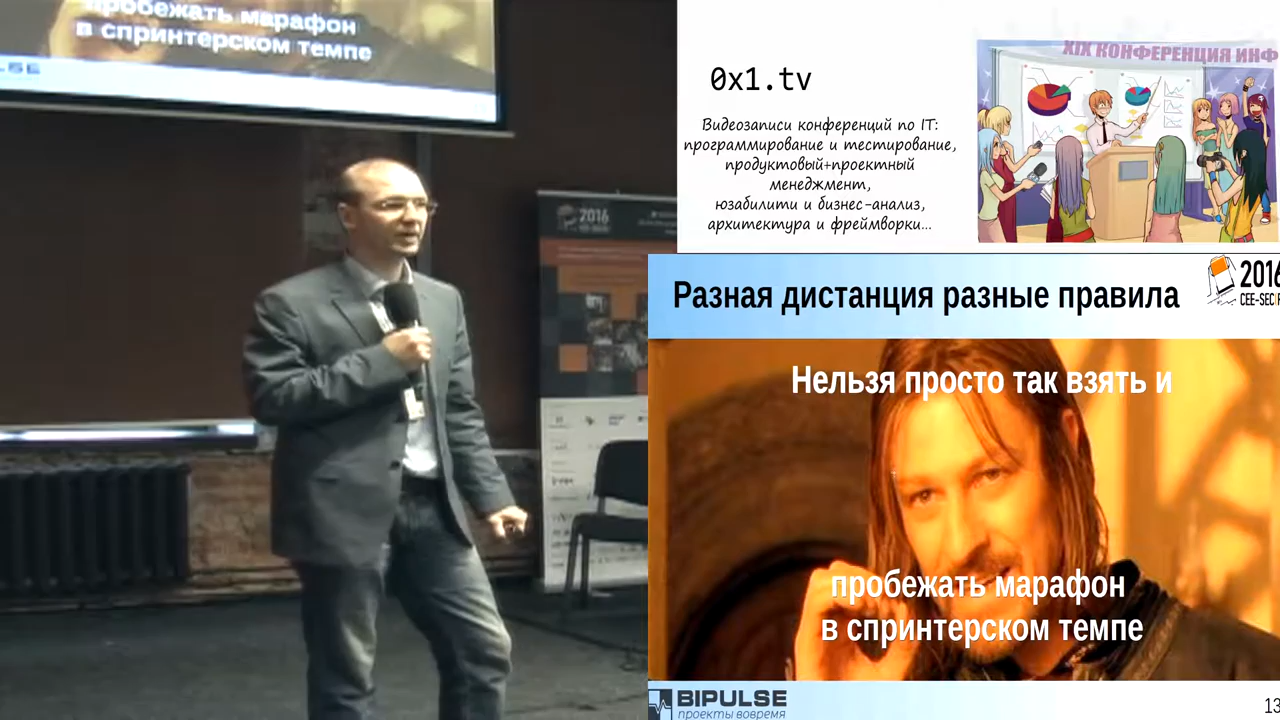 пробежать марафон
в спринтерском темпе
2016
0x1.tv
Видеозаписи конференций по IT:
программирование и тестирование,
продуктовый+проектный
менеджмент,
юзабилити и бизнес-анализ,
архитектура и фреймворки...
XIX КОНФЕРЕНЦИЯ ИНФ
Разная дистанция разные правила
2016
CEE-SEC
Нельзя просто так взять и
пробежать марафон
в спринтерском темпе
BIPULSE
проекты вовремя
13